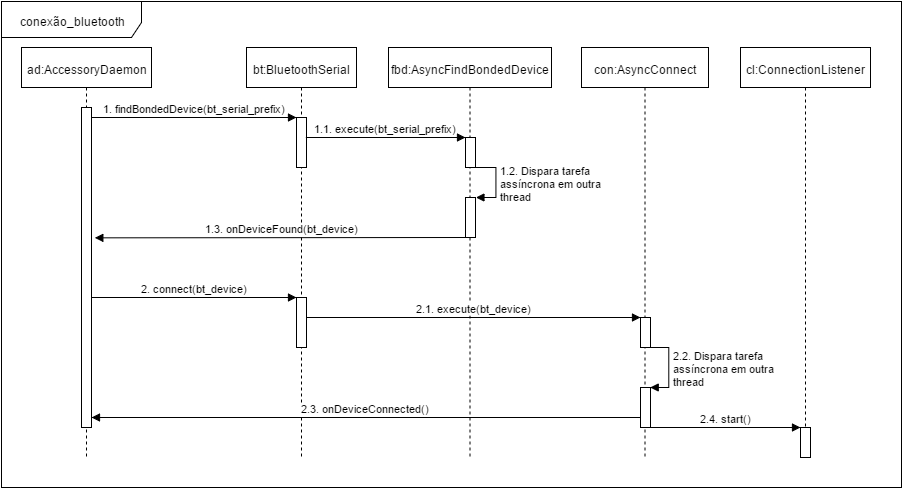 conexão_bluetooth
ad:AccessoryDaemon
bt:BluetoothSerial
fbd:AsyncFindBondedDevice
con:AsyncConnect
cl:ConnectionListener
1. findBondedDevice(bt_serial_prefix)
1.1. execute(bt_serial_prefix)
1.2. Dispara tarefa
assíncrona em outra
thread
1.3. onDeviceFound(bt_device)
2. connect(bt_device)
2.1. execute(bt_device)
2.2. Dispara tarefa
assíncrona em outra
thread
2.3. onDeviceConnected()
2.4. start()